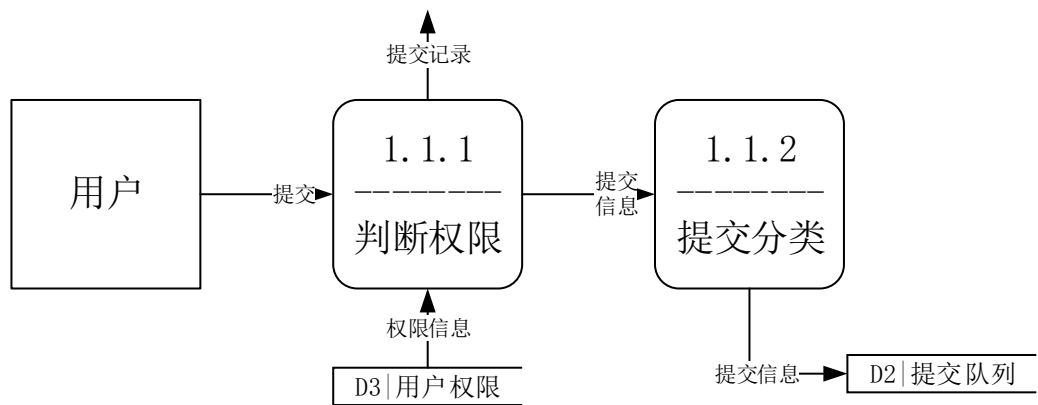 提交记录
用户
提交
1.1.1
---------
判断权限
提交
信息
1.1.2
---------
提交分类
权限信息
D3|用户权限
提交信息
D2|提交队列